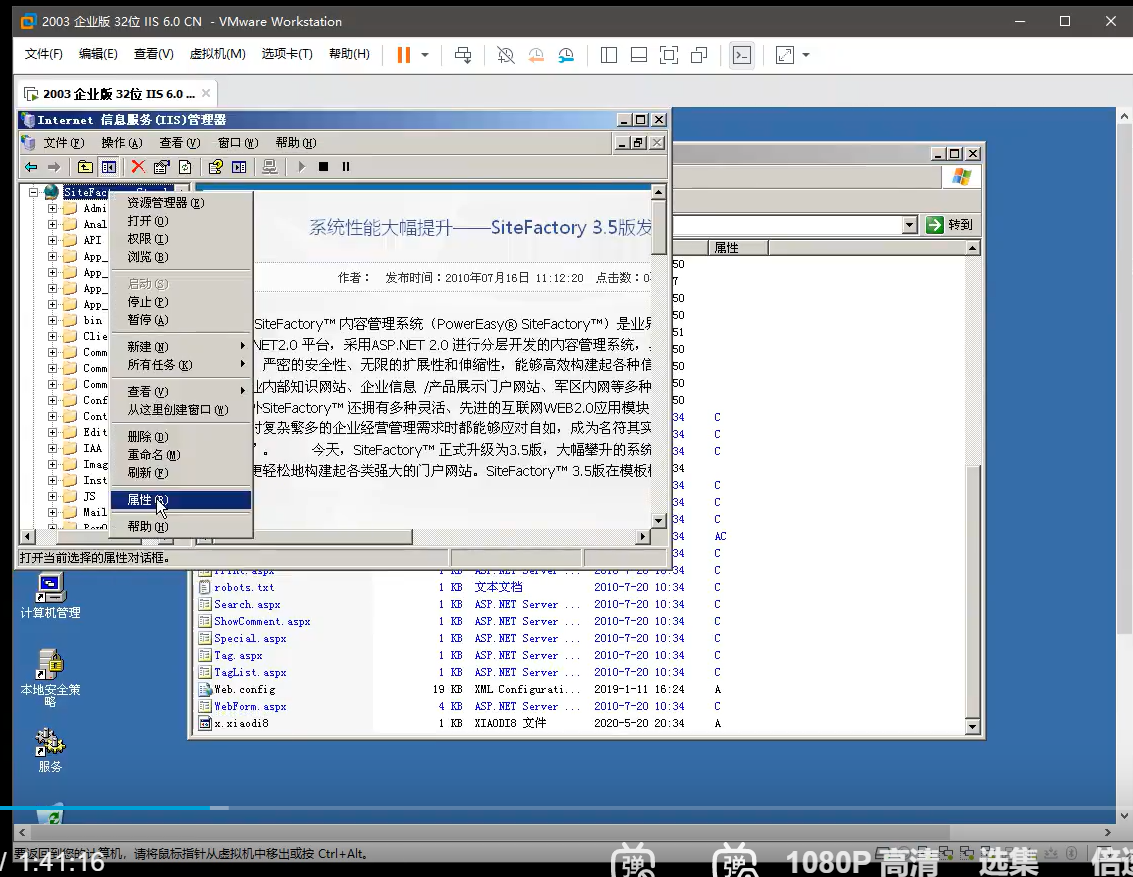 2003 企业版 32位 IIS 6.0 CN - VMware Workstation
文件(F) 编辑(E) 查看(V) 虚拟机(M) 选项卡(T) 帮助(H)
2003 企业版 32位 IIS 6.0 ...
Internet 信息服务(IIS)管理器
文件(F) 操作(A) 查看(V) 窗口(W) 帮助(H)
SiteFac
Admi
Anal
API
App_
App_
App_
App_
bin
Clie
Comm
Comm
Comm
Conf
Cont
Edit
IAA
Imag
Inst
JS
Mail
资源管理器(E)
打开(O)
权限(I)
浏览(B)
启动(S)
停止(P)
暂停(A)
新建(N)
所有任务(K)
查看(V)
从这里创建窗口(W)
删除(D)
重命名(M)
刷新(F)
属性(R)
帮助(H)
系统性能大幅提升——SiteFactory 3.5版发
作者： 发布时间：2010年07月16日 11:12:20 点击数：0
SiteFactory™ 内容管理系统（PowerEasy® SiteFactory™）是业界
NET2.0 平台，采用ASP.NET 2.0 进行分层开发的内容管理系统，
严密的安全性、无限的扩展性和伸缩性，能够高效构建起各种信
业内部知识网站、企业信息 /产品展示门户网站、军区内网等多种
外SiteFactory™ 还拥有多种灵活、先进的互联网WEB2.0应用模块
对复杂繁多的企业经营管理需求时都能够应对自如，成为名符其实
”。 今天，SiteFactory™ 正式升级为3.5版，大幅攀升的系统
更轻松地构建起各类强大的门户网站。SiteFactory™ 3.5版在模板
打开当前选择的属性对话框。
转到
属性
50
7
50
50
51
50
50
50
50
34 C
34 C
34 C
34
34 C
34 C
34 C
34 AC
34 C
Print.aspx 1 KB ASP.NET Server ... 2010-7-20 10:34 C
robots.txt 1 KB 文本文档 2010-7-20 10:34 C
Search.aspx 1 KB ASP.NET Server ... 2010-7-20 10:34 C
ShowComment.aspx 1 KB ASP.NET Server ... 2010-7-20 10:34 C
Special.aspx 1 KB ASP.NET Server ... 2010-7-20 10:34 C
Tag.aspx 1 KB ASP.NET Server ... 2010-7-20 10:34 C
TagList.aspx 1 KB ASP.NET Server ... 2010-7-20 10:34 C
Web.config 19 KB XML Configurati... 2019-1-11 16:24 A
WebForm.aspx 4 KB ASP.NET Server ... 2010-7-20 10:34 C
x.xiaodi8 1 KB XIAODI8 文件 2020-5-20 20:34 A
计算机管理
本地安全策
略
服务
要返回到您的计算机，请将鼠标指针从虚拟机中移出或按 Ctrl+Alt。
/ 1:41:16
弹
弹
1080P 高清
选集
倍速